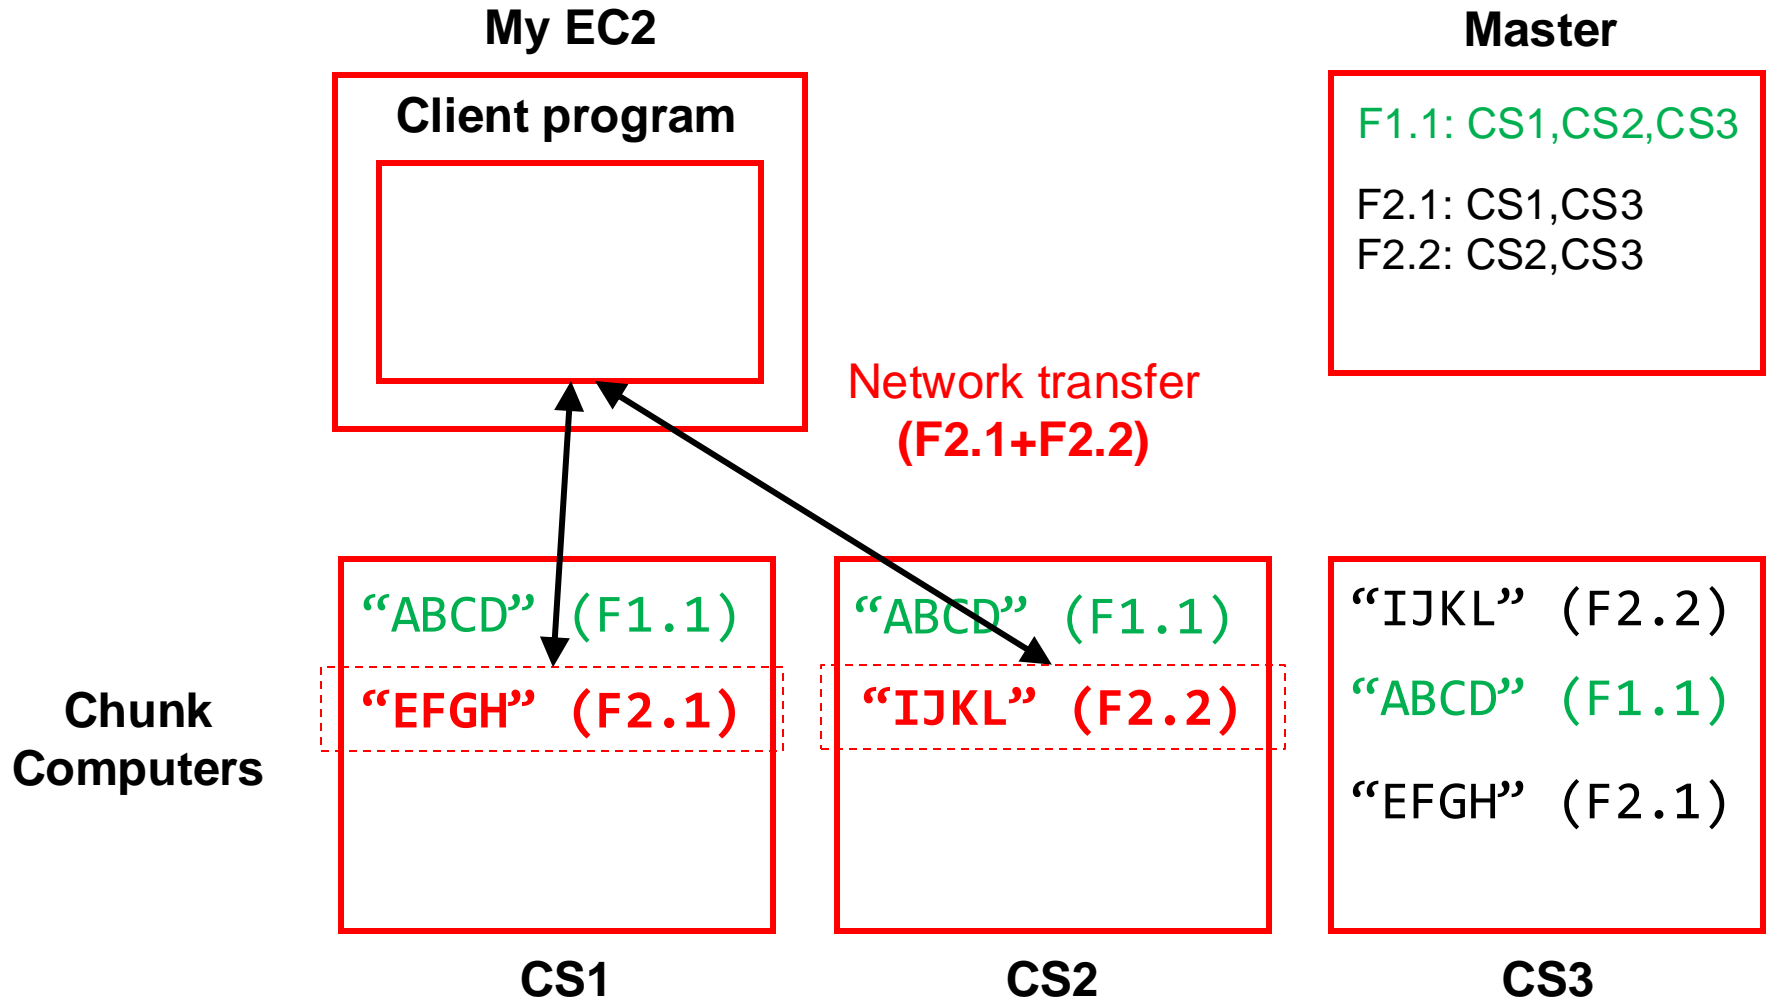 My EC2
Client program
Master
F1.1: CS1,CS2,CS3
F2.1: CS1,CS3
F2.2: CS2,CS3
Network transfer
(F2.1+F2.2)
Chunk
Computers
“ABCD” (F1.1)
“EFGH” (F2.1)
CS1
“ABCD” (F1.1)
“IJKL” (F2.2)
CS2
“IJKL” (F2.2)
“ABCD” (F1.1)
“EFGH” (F2.1)
CS3